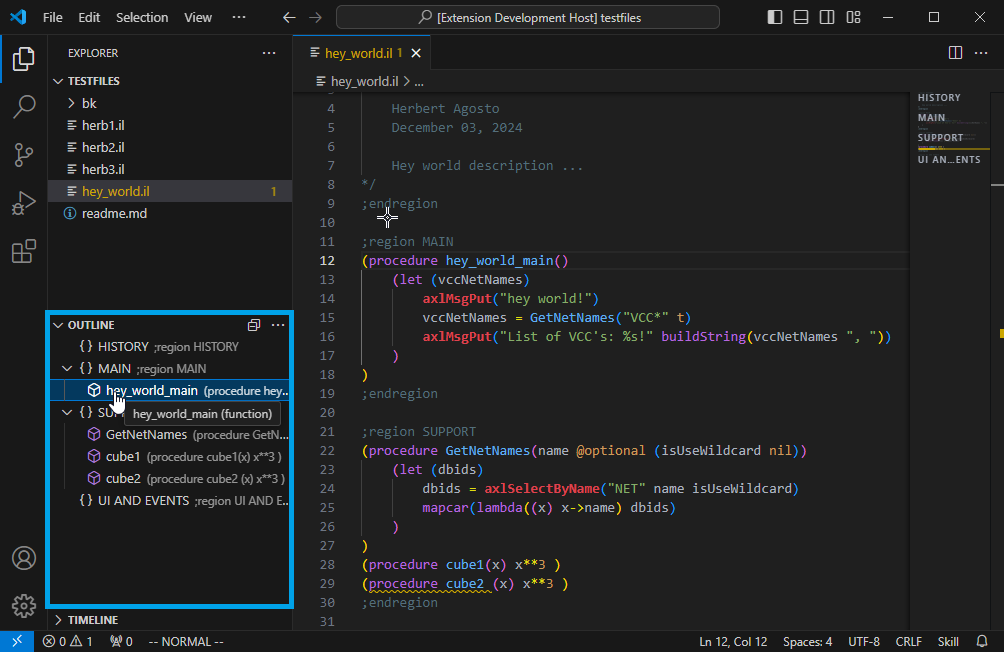 File Edit Selection View ··· [Extension Development Host] testfiles
EXPLORER ···
TESTFILES
bk
herb1.il
herb2.il
herb3.il
hey_world.il 1
readme.md
OUTLINE ···
{} HISTORY ;region HISTORY
{} MAIN ;region MAIN
hey_world_main (procedure hey...
{} SU
hey_world_main (function)
GetNetNames (procedure GetN...
cube1 (procedure cube1(x) x**3 )
cube2 (procedure cube2 (x) x**3 )
{} UI AND EVENTS ;region UI AND E...
TIMELINE
hey_world.il 1
hey_world.il > ...
4 Herbert Agosto
5 December 03, 2024
6
7 Hey world description ...
8 */
9 ;endregion
10
11 ;region MAIN
12 (procedure hey_world_main()
13 (let (vccNetNames)
14 axlMsgPut("hey world!")
15 vccNetNames = GetNetNames("VCC*" t)
16 axlMsgPut("List of VCC's: %s!" buildString(vccNetNames ", "))
17 )
18 )
19 ;endregion
20
21 ;region SUPPORT
22 (procedure GetNetNames(name @optional (isUseWildcard nil))
23 (let (dbids)
24 dbids = axlSelectByName("NET" name isUseWildcard)
25 mapcar(lambda((x) x->name) dbids)
26 )
27 )
28 (procedure cube1(x) x**3 )
29 (procedure cube2 (x) x**3 )
30 ;endregion
31
HISTORY
MAIN
SUPPORT
UI AN...ENTS
0 1 0 -- NORMAL -- Ln 12, Col 12 Spaces: 4 UTF-8 CRLF Skill